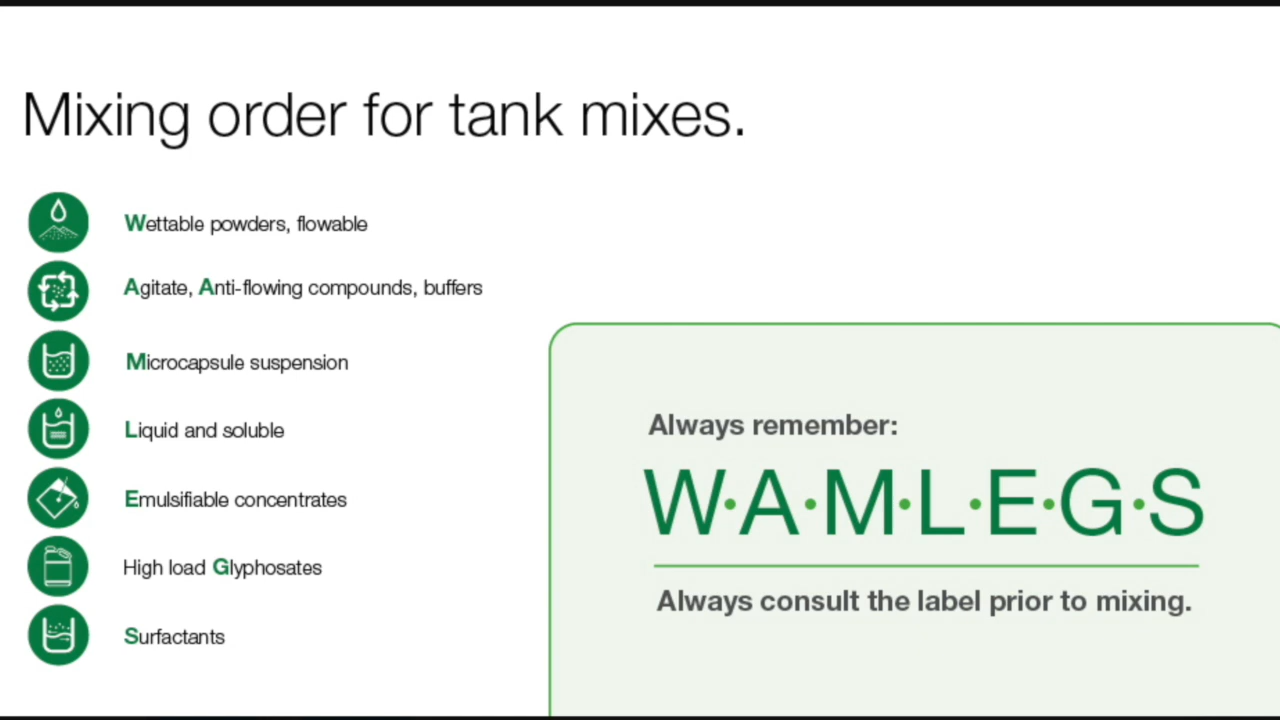 Mixing order for tank mixes.
Wettable powders, flowable
Agitate, Anti-flowing compounds, buffers
Microcapsule suspension
Liquid and soluble
Emulsifiable concentrates
High load Glyphosates
Surfactants
Always remember:
W·A·M·L·E·G·S
Always consult the label prior to mixing.